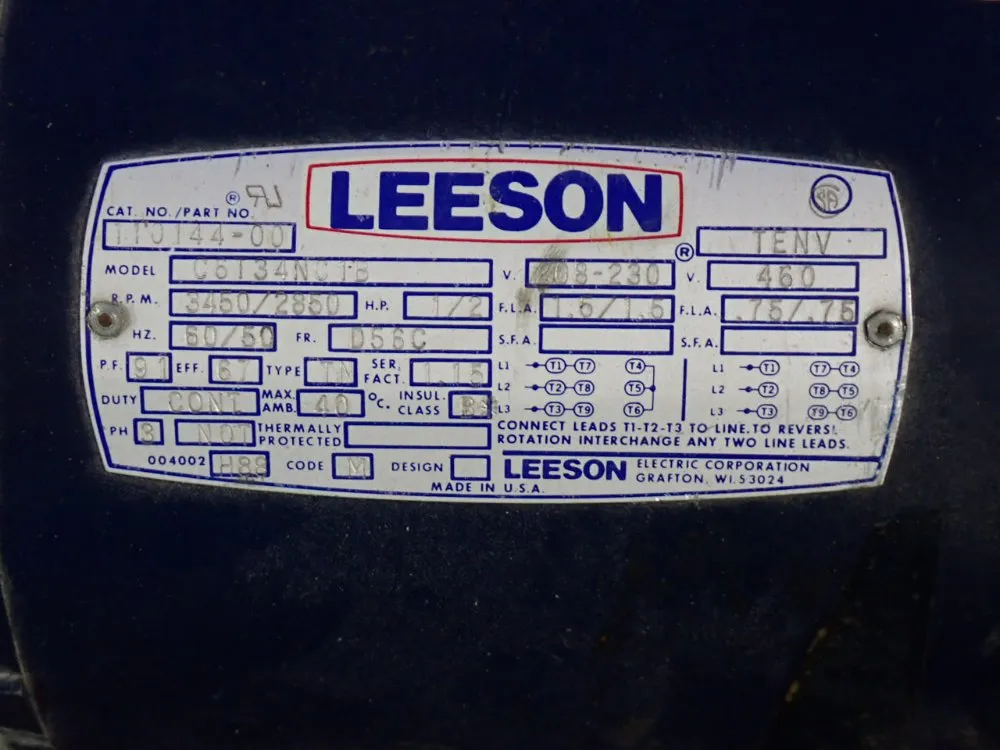 LEESON
®
CAT. NO./PART NO.
110144-00
TENV
MODEL C6T34NC1B V. 208-230 V. 460
R.P.M. 3450/2850 H.P. 1/2 F.L.A. 1.5/1.5 F.L.A. .75/.75
HZ. 60/50 FR. D56C S.F.A. S.F.A.
P.F. 91 EFF. 67 TYPE TN SER. FACT. 1.15
L1 T1 T7 T4 L1 T1 T7 T4
DUTY CONT MAX. AMB. 40 °C. INSUL. CLASS B
L2 T2 T8 T5 L2 T2 T8 T5
L3 T3 T9 T6 L3 T3 T9 T6
PH 3 NOT THERMALLY PROTECTED
CONNECT LEADS T1-T2-T3 TO LINE. TO REVERSE
ROTATION INTERCHANGE ANY TWO LINE LEADS.
004002 H88 CODE M DESIGN
LEESON ELECTRIC CORPORATION
GRAFTON, WI. 53024
MADE IN U.S.A.